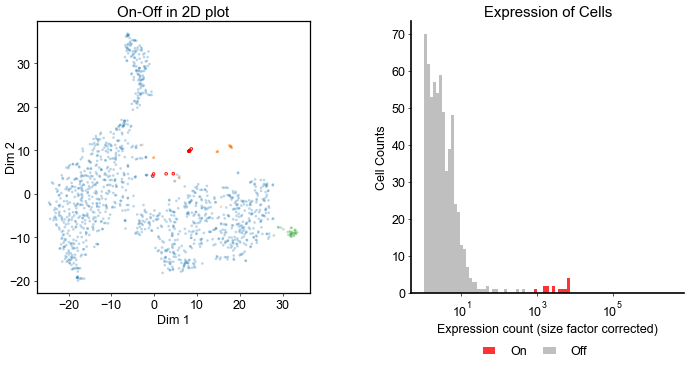 On-Off in 2D plot
30
20
10
0
−10
−20
−20 −10 0 10 20 30
Dim 2
Dim 1
Expression of Cells
70
60
50
40
30
20
10
0
10^1 10^3 10^5
Cell Counts
Expression count (size factor corrected)
On Off